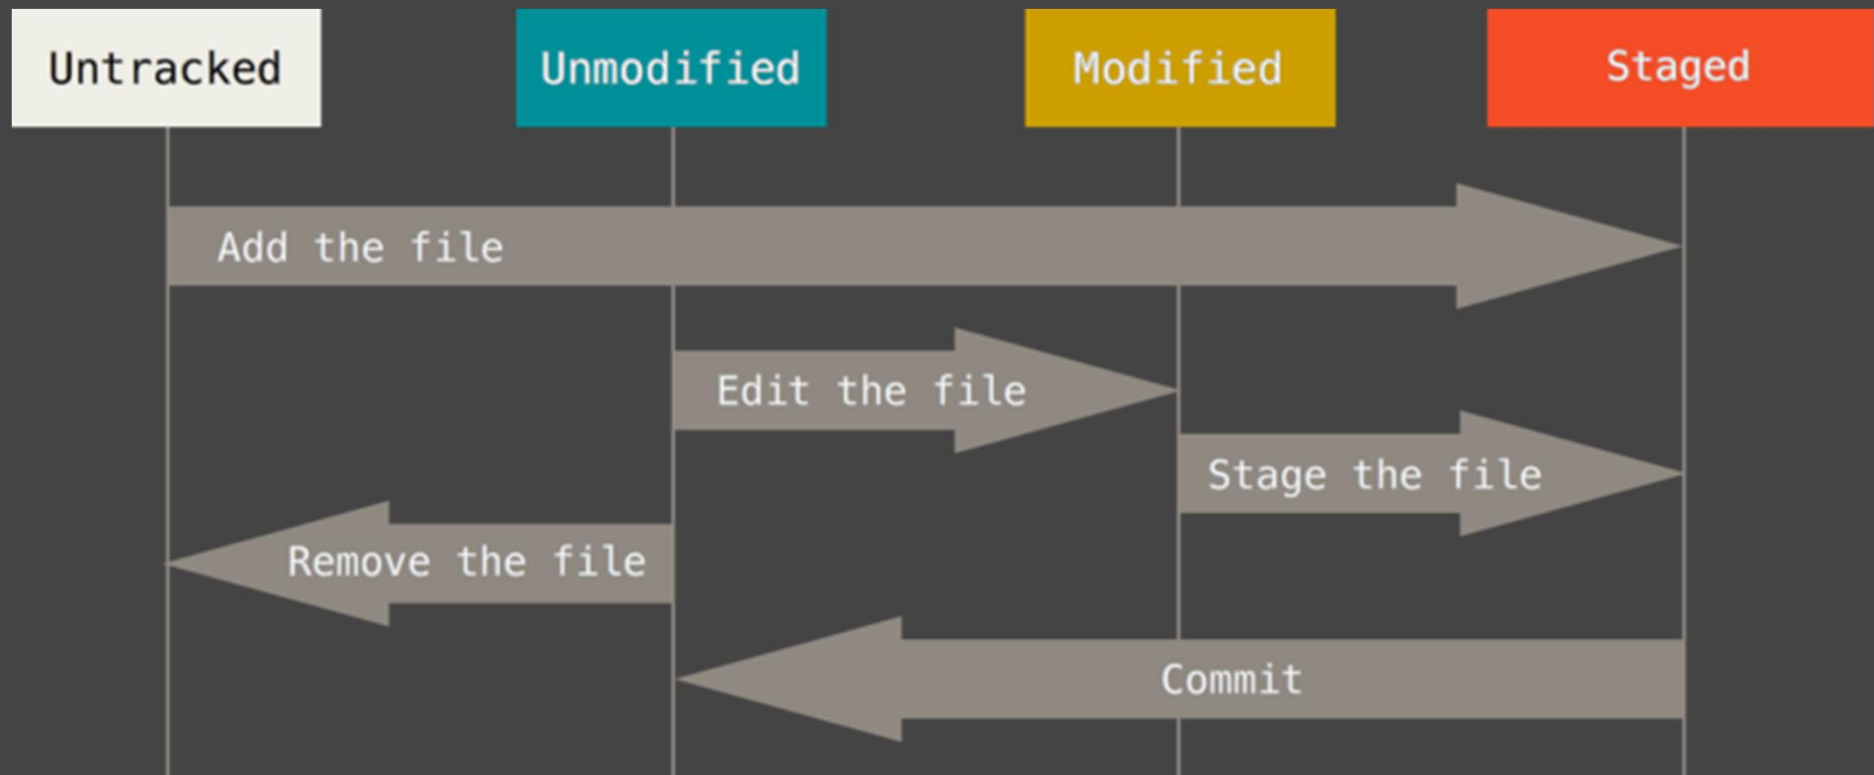 Untracked
Unmodified
Modified
Staged
Add the file
Edit the file
Stage the file
Remove the file
Commit